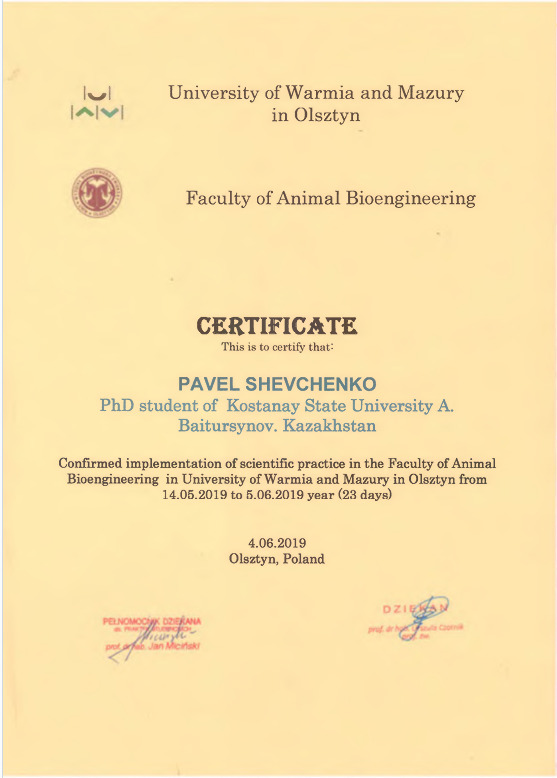 University of Warmia and Mazury
in Olsztyn
Faculty of Animal Bioengineering
CERTIFICATE
This is to certify that:
PAVEL SHEVCHENKO
PhD student of Kostanay State University A.
Baitursynov. Kazakhstan
Confirmed implementation of scientific practice in the Faculty of Animal
Bioengineering in University of Warmia and Mazury in Olsztyn from
14.05.2019 to 5.06.2019 year (23 days)
4.06.2019
Olsztyn, Poland
PEŁNOMOCNIK DZIEKANA
prof. dr hab. Jan Miciński
DZIEKAN
prof. dr hab.